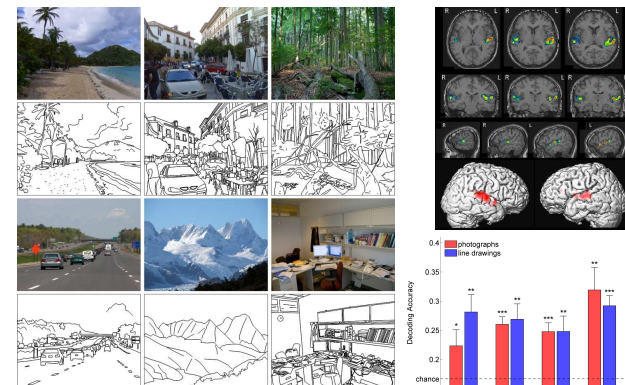 R L R L R L
L R L R L R
R R L L
0.4
photographs
line drawings
0.35
0.3
0.25
0.2
chance
Decoding Accuracy
* ** *** ** *** ** ** ***